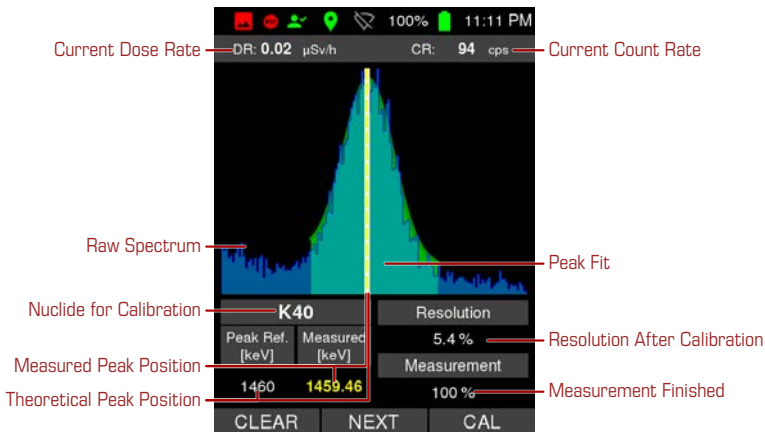 100% 11:11 PM
Current Dose Rate DR: 0.02 µSv/h CR: 94 cps Current Count Rate
Raw Spectrum
Peak Fit
Nuclide for Calibration K40 Resolution
Peak Ref. [keV] Measured [keV] 5.4 % Resolution After Calibration
Measured Peak Position Measurement
Theoretical Peak Position 1460 1459.46 100 % Measurement Finished
CLEAR NEXT CAL